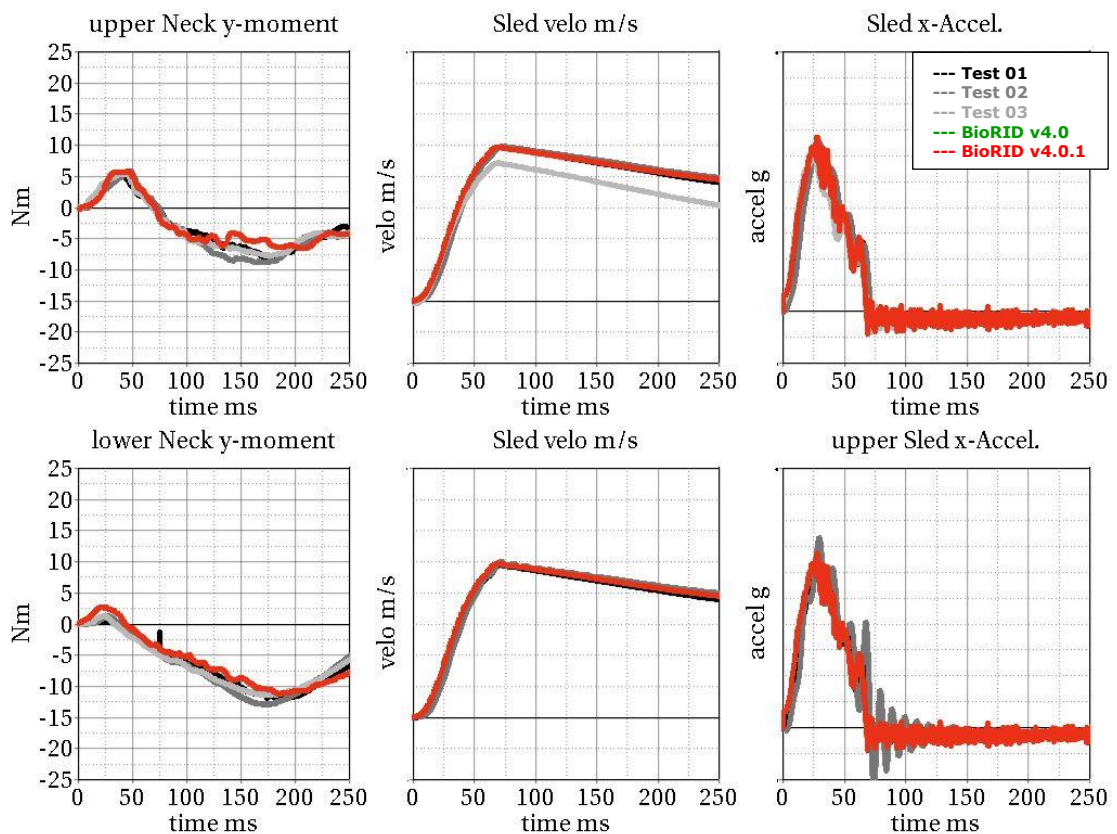 upper Neck y-moment
Sled velo m/s
Sled x-Accel.
25
20
15
10
5
0
-5
-10
-15
-20
-25
Nm
0 50 100 150 200 250
time ms
velo m/s
0 50 100 150 200 250
time ms
accel g
0 50 100 150 200 250
time ms
--- Test 01
--- Test 02
--- Test 03
--- BioRID v4.0
--- BioRID v4.0.1
lower Neck y-moment
Sled velo m/s
upper Sled x-Accel.
25
20
15
10
5
0
-5
-10
-15
-20
-25
Nm
0 50 100 150 200 250
time ms
velo m/s
0 50 100 150 200 250
time ms
accel g
0 50 100 150 200 250
time ms